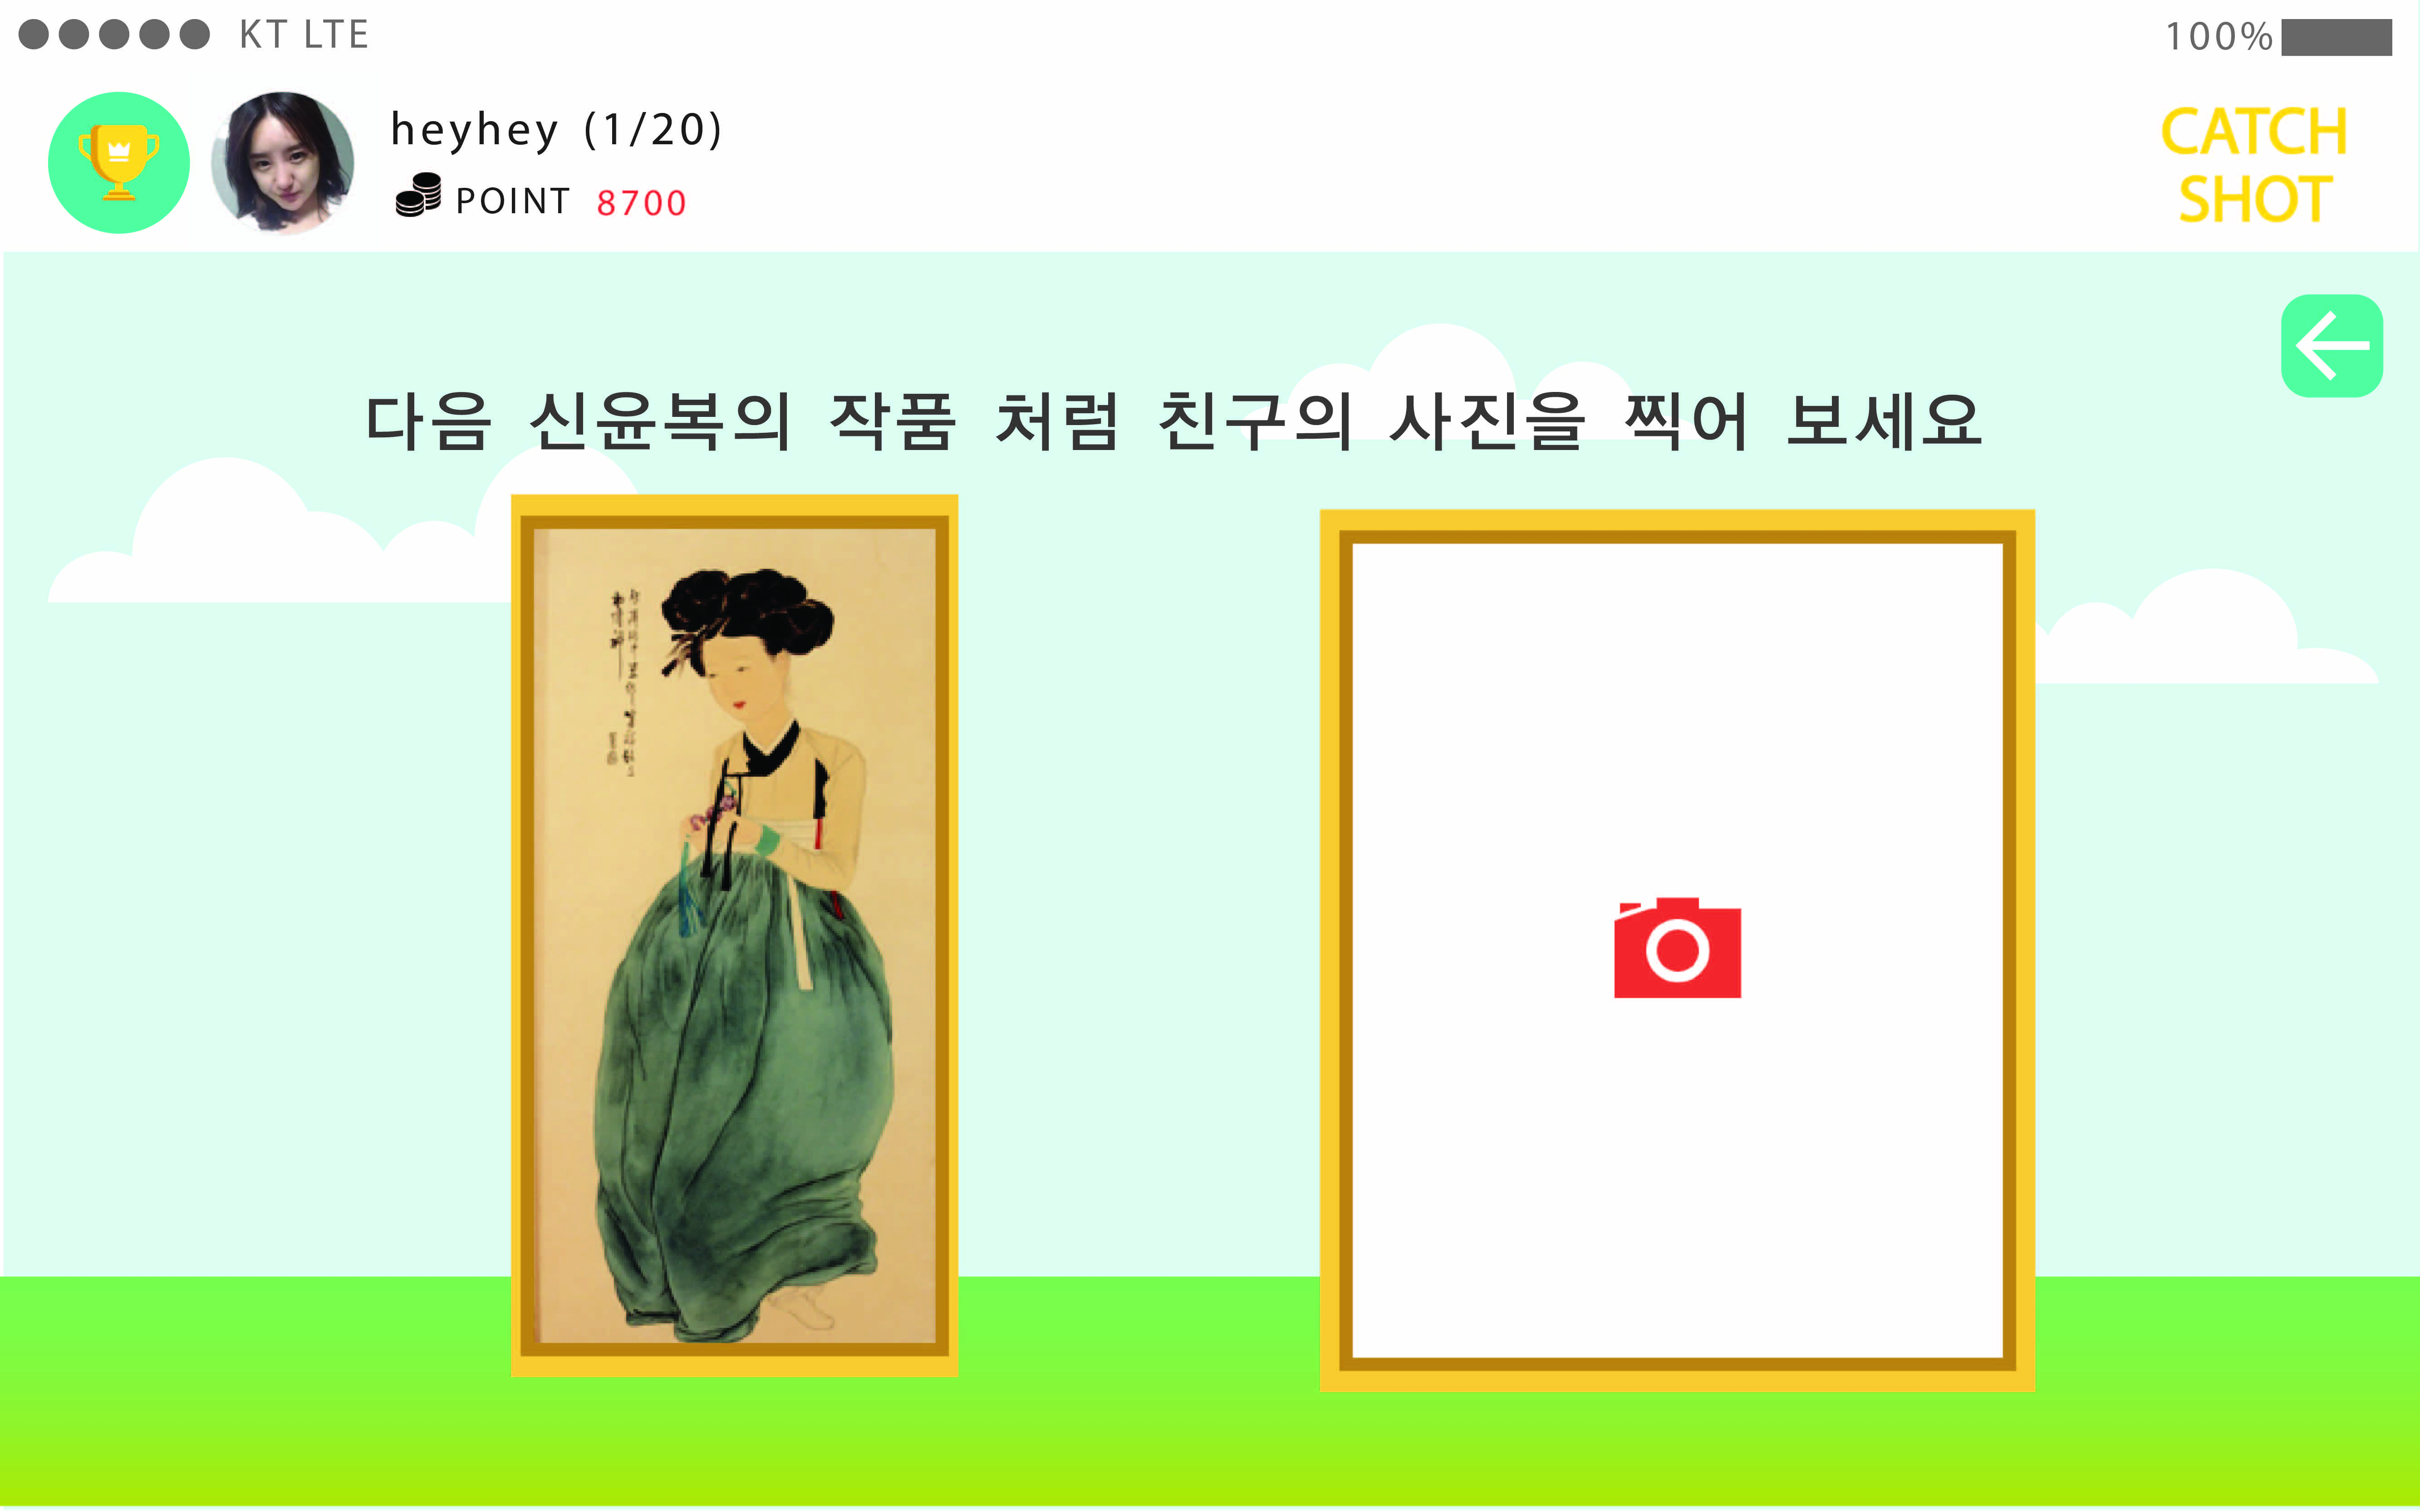 KT LTE
100%
heyhey (1/20)
POINT 8700
CATCH
SHOT
다음 신윤복의 작품 처럼 친구의 사진을 찍어 보세요